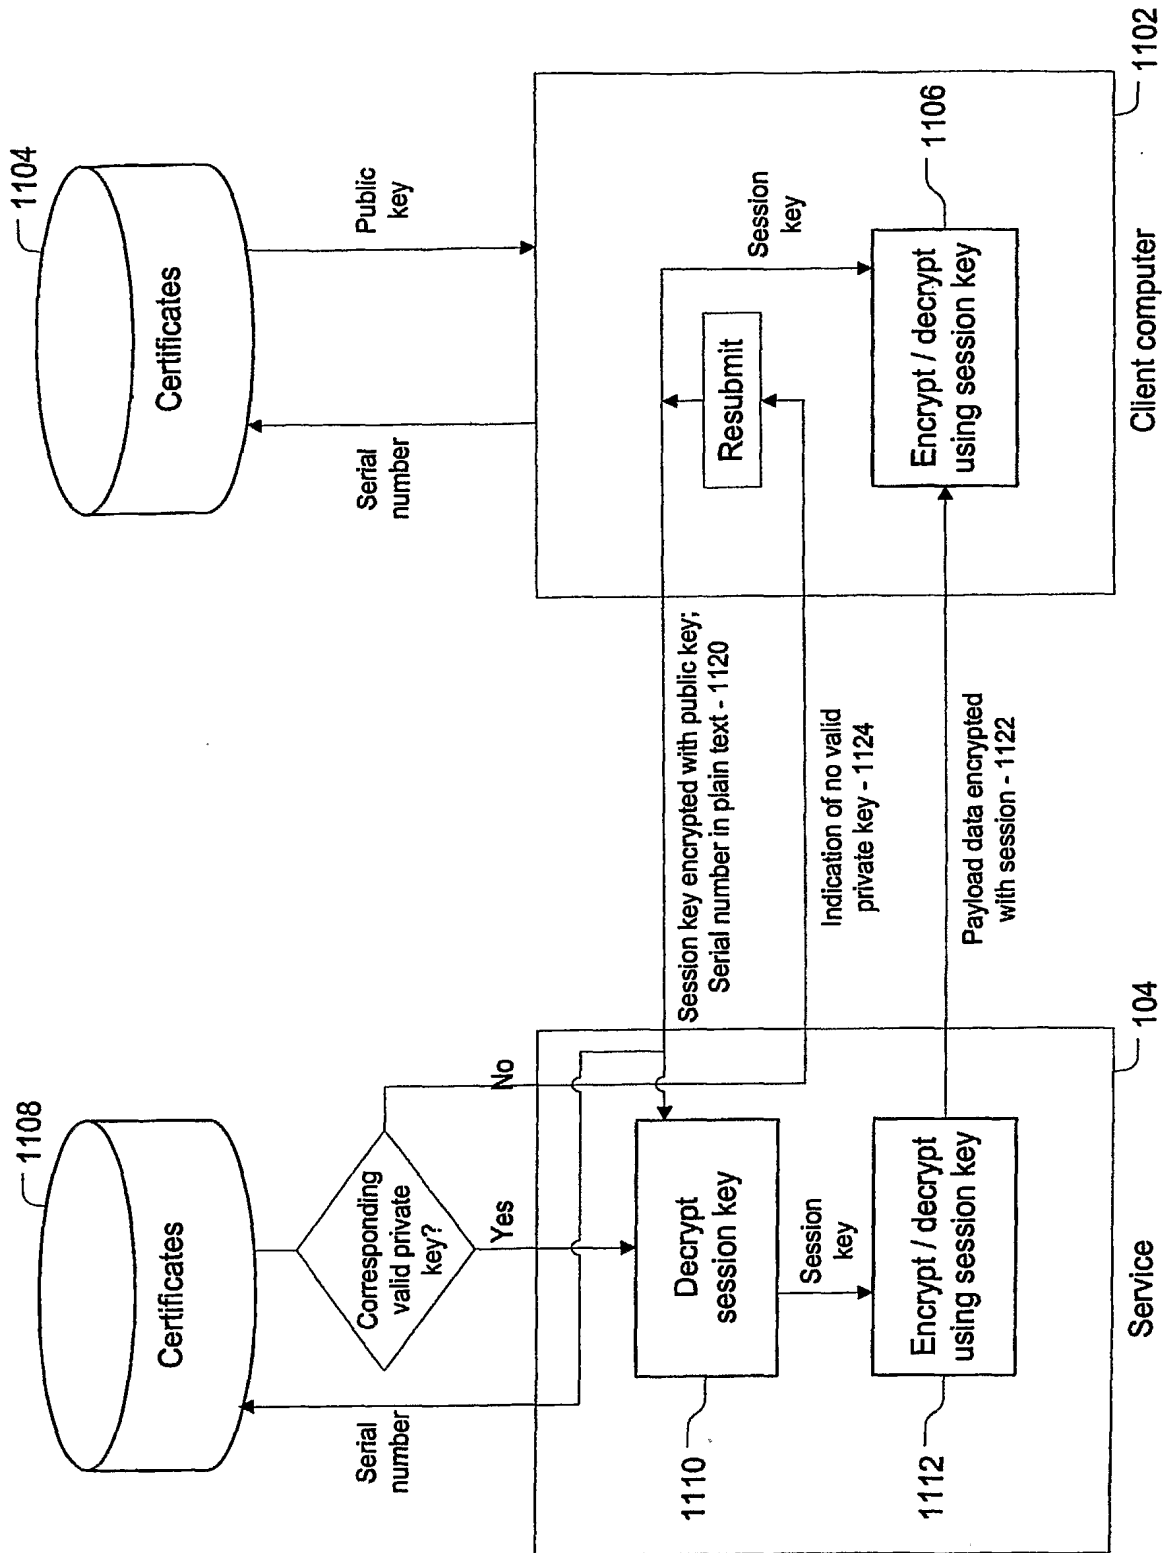 1108
Certificates
Serial
number
Corresponding
valid private
key?
No
Yes
1110
Decrypt
session key
Session
key
1112
Encrypt / decrypt
using session key
Service
104
Session key encrypted with public key;
Serial number in plain text - 1120
Indication of no valid
private key - 1124
Payload data encrypted
with session - 1122
1104
Certificates
Serial
number
Public
key
Resubmit
Session
key
1106
Encrypt / decrypt
using session key
Client computer
1102